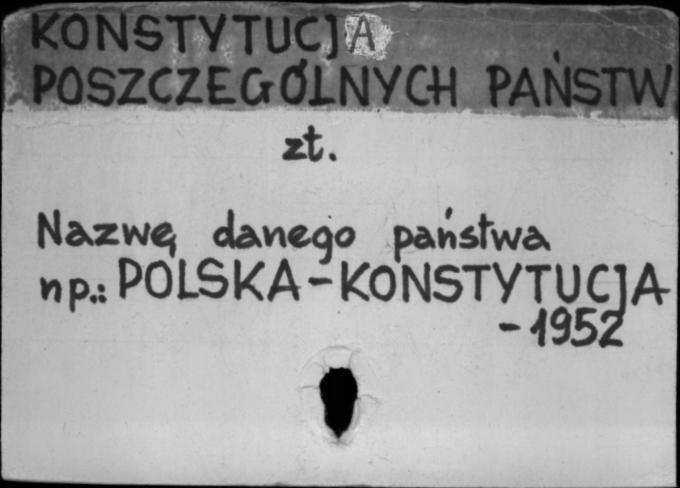 KONSTYTUCJA
POSZCZEGÓLNYCH PAŃSTW
zt.
Nazwę danego państwa
np.: POLSKA-KONSTYTUCJA-
-1952